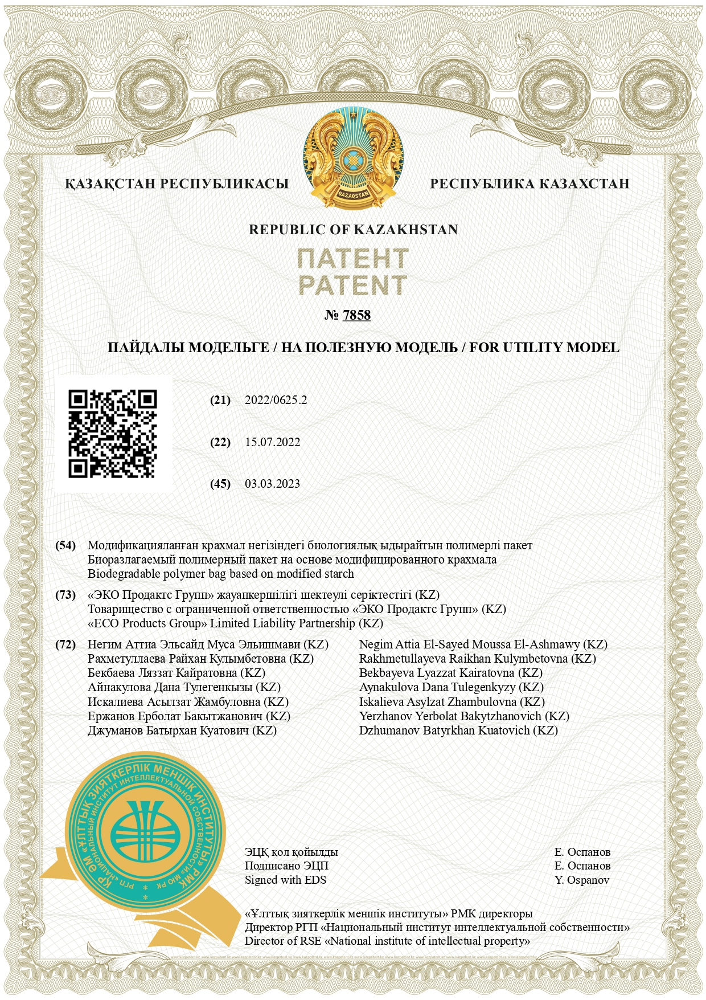 ҚАЗАҚСТАН РЕСПУБЛИКАСЫ
РЕСПУБЛИКА КАЗАХСТАН
QAZAQSTAN
REPUBLIC OF KAZAKHSTAN
ПАТЕНТ
PATENT
№ 7858
ПАЙДАЛЫ МОДЕЛЬГЕ / НА ПОЛЕЗНУЮ МОДЕЛЬ / FOR UTILITY MODEL
(21) 2022/0625.2
(22) 15.07.2022
(45) 03.03.2023
(54) Модификацияланған крахмал негізіндегі биологиялық ыдырайтын полимерлі пакет
Биоразлагаемый полимерный пакет на основе модифицированного крахмала
Biodegradable polymer bag based on modified starch
(73) «ЭКО Продактс Групп» жауапкершілігі шектеулі серіктестігі (KZ)
Товарищество с ограниченной ответственностью «ЭКО Продактс Групп» (KZ)
«ECO Products Group» Limited Liability Partnership (KZ)
(72) Негим Аттиа Эльсайд Муса Эльишмави (KZ) Negim Attia El-Sayed Moussa El-Ashmawy (KZ)
Рахметуллаева Райхан Кулымбетовна (KZ) Rakhmetullayeva Raikhan Kulymbetovna (KZ)
Бекбаева Ляззат Кайратовна (KZ) Bekbayeva Lyazzat Kairatovna (KZ)
Айнакулова Дана Тулегенкызы (KZ) Aynakulova Dana Tulegenkyzy (KZ)
Искалиева Асылзат Жамбуловна (KZ) Iskalieva Asylzat Zhambulovna (KZ)
Ержанов Ерболат Бакытжанович (KZ) Yerzhanov Yerbolat Bakytzhanovich (KZ)
Джуманов Батырхан Куатович (KZ) Dzhumanov Batyrkhan Kuatovich (KZ)
ҚР ӘМ «ҰЛТТЫҚ ЗИЯТКЕРЛІК МЕНШІК ИНСТИТУТЫ» РМК
РГП «НАЦИОНАЛЬНЫЙ ИНСТИТУТ ИНТЕЛЛЕКТУАЛЬНОЙ СОБСТВЕННОСТИ» МЮ РК
ЭЦҚ қол қойылды Е. Оспанов
Подписано ЭЦП Е. Оспанов
Signed with EDS Y. Ospanov
«Ұлттық зияткерлік меншік институты» РМК директоры
Директор РГП «Национальный институт интеллектуальной собственности»
Director of RSE «National institute of intellectual property»